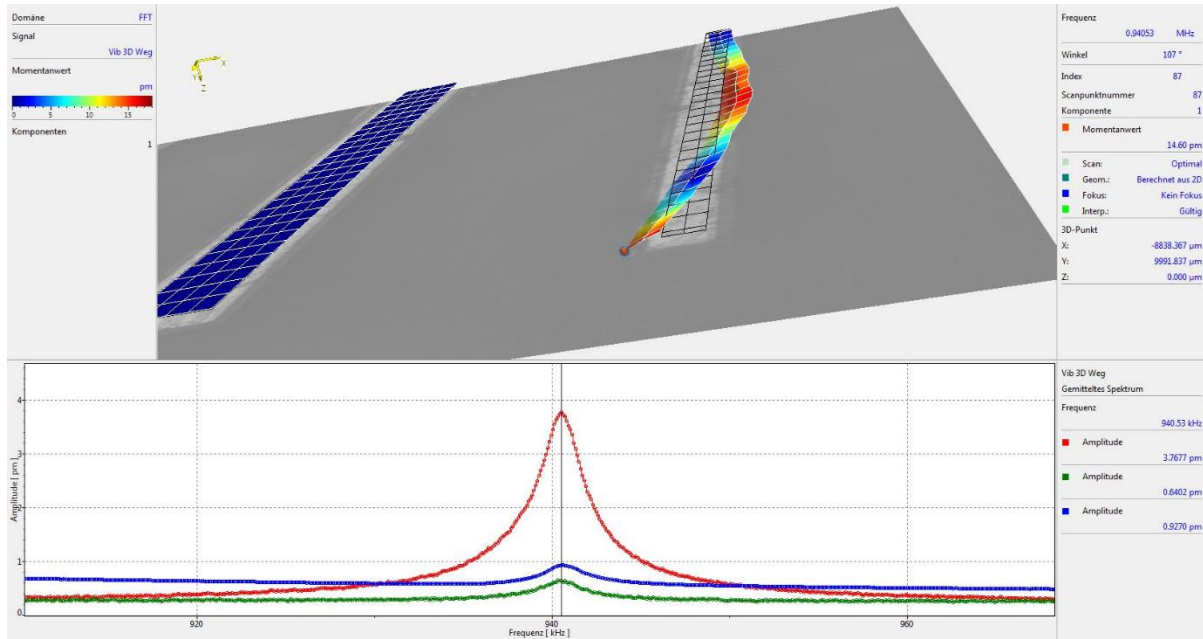 Domäne FFT
Signal
Vib 3D Weg
Momentanwert
pm
0 5 10 15
Komponenten
1
X
Y
Z
Frequenz
0.94053 MHz
Winkel 107 °
Index 87
Scanpunktnummer 87
Komponente 1
Momentanwert
14.60 pm
Scan: Optimal
Geom.: Berechnet aus 2D
Fokus: Kein Fokus
Interp.: Gültig
3D-Punkt
X: -8838.367 µm
Y: 9991.837 µm
Z: 0.000 µm
Amplitude [ pm ]
4
3
2
1
0
920 940 960
Frequenz [ kHz ]
Vib 3D Weg
Gemitteltes Spektrum
Frequenz
940.53 kHz
Amplitude
3.7677 pm
Amplitude
0.6402 pm
Amplitude
0.9270 pm